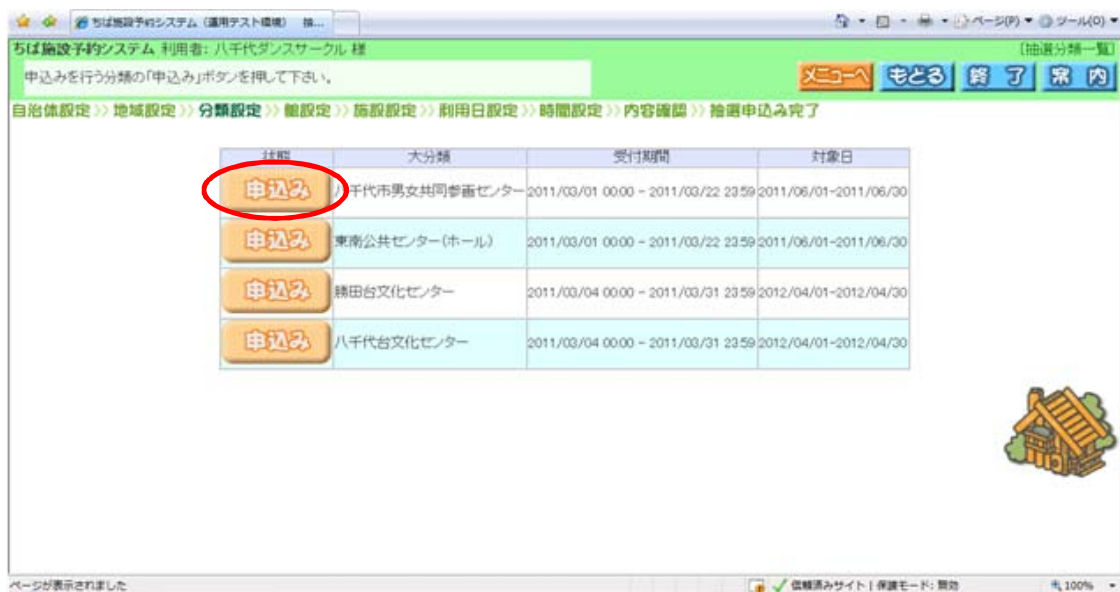 ちば施設予約システム（運用テスト環境） 抽...
ページ(P) ツール(O)
ちば施設予約システム 利用者：八千代ダンスサークル 様 [抽選分類一覧]
申込みを行う分類の「申込み」ボタンを押して下さい。 メニューへ もどる 終了 案内
自治体設定>>地域設定>>分類設定>>館設定>>施設設定>>利用日設定>>時間設定>>内容確認>>抽選申込み完了
状態 大分類 受付期間 対象日
申込み 八千代市男女共同参画センター 2011/03/01 00:00 - 2011/03/22 23:59 2011/06/01-2011/06/30
申込み 東南公共センター(ホール) 2011/03/01 00:00 - 2011/03/22 23:59 2011/06/01-2011/06/30
申込み 勝田台文化センター 2011/03/04 00:00 - 2011/03/31 23:59 2012/04/01-2012/04/30
申込み 八千代台文化センター 2011/03/04 00:00 - 2011/03/31 23:59 2012/04/01-2012/04/30
ページが表示されました 信頼済みサイト | 保護モード: 無効 100%